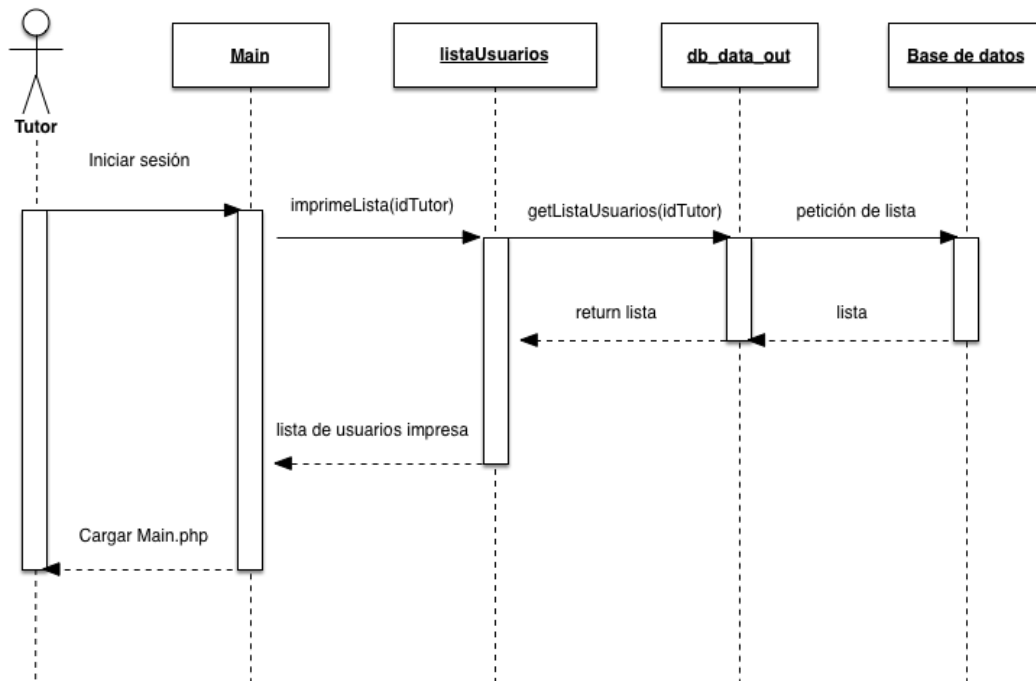 Main
listaUsuarios
db_data_out
Base de datos
Tutor
Iniciar sesión
imprimeLista(idTutor)
getListaUsuarios(idTutor)
petición de lista
return lista
lista
lista de usuarios impresa
Cargar Main.php